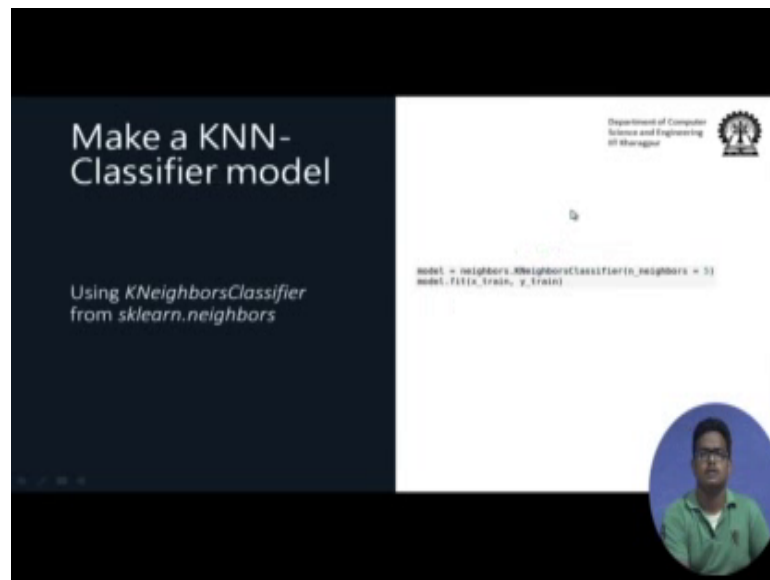 Make a KNN-
Classifier model
Using KNeighborsClassifier
from sklearn.neighbors
Department of Computer
Science and Engineering
IIT Kharagpur
model = neighbors.KNeighborsClassifier(n_neighbors = 5)
model.fit(x_train, y_train)